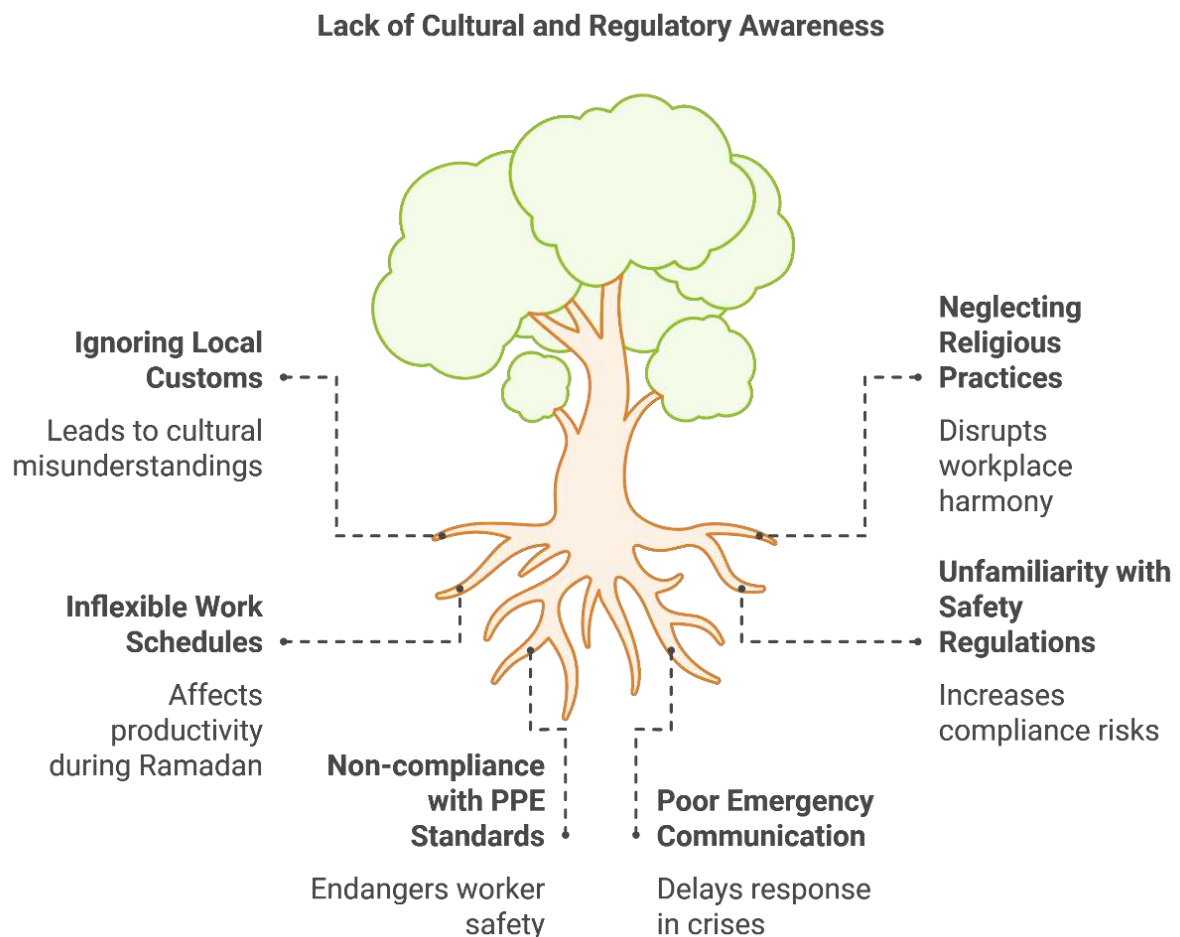 Lack of Cultural and Regulatory Awareness
Ignoring Local
Customs
Leads to cultural
misunderstandings
Neglecting
Religious
Practices
Disrupts
workplace
harmony
Inflexible Work
Schedules
Affects
productivity
during Ramadan
Unfamiliarity with
Safety
Regulations
Increases
compliance risks
Non-compliance
with PPE
Standards
Endangers worker
safety
Poor Emergency
Communication
Delays response
in crises